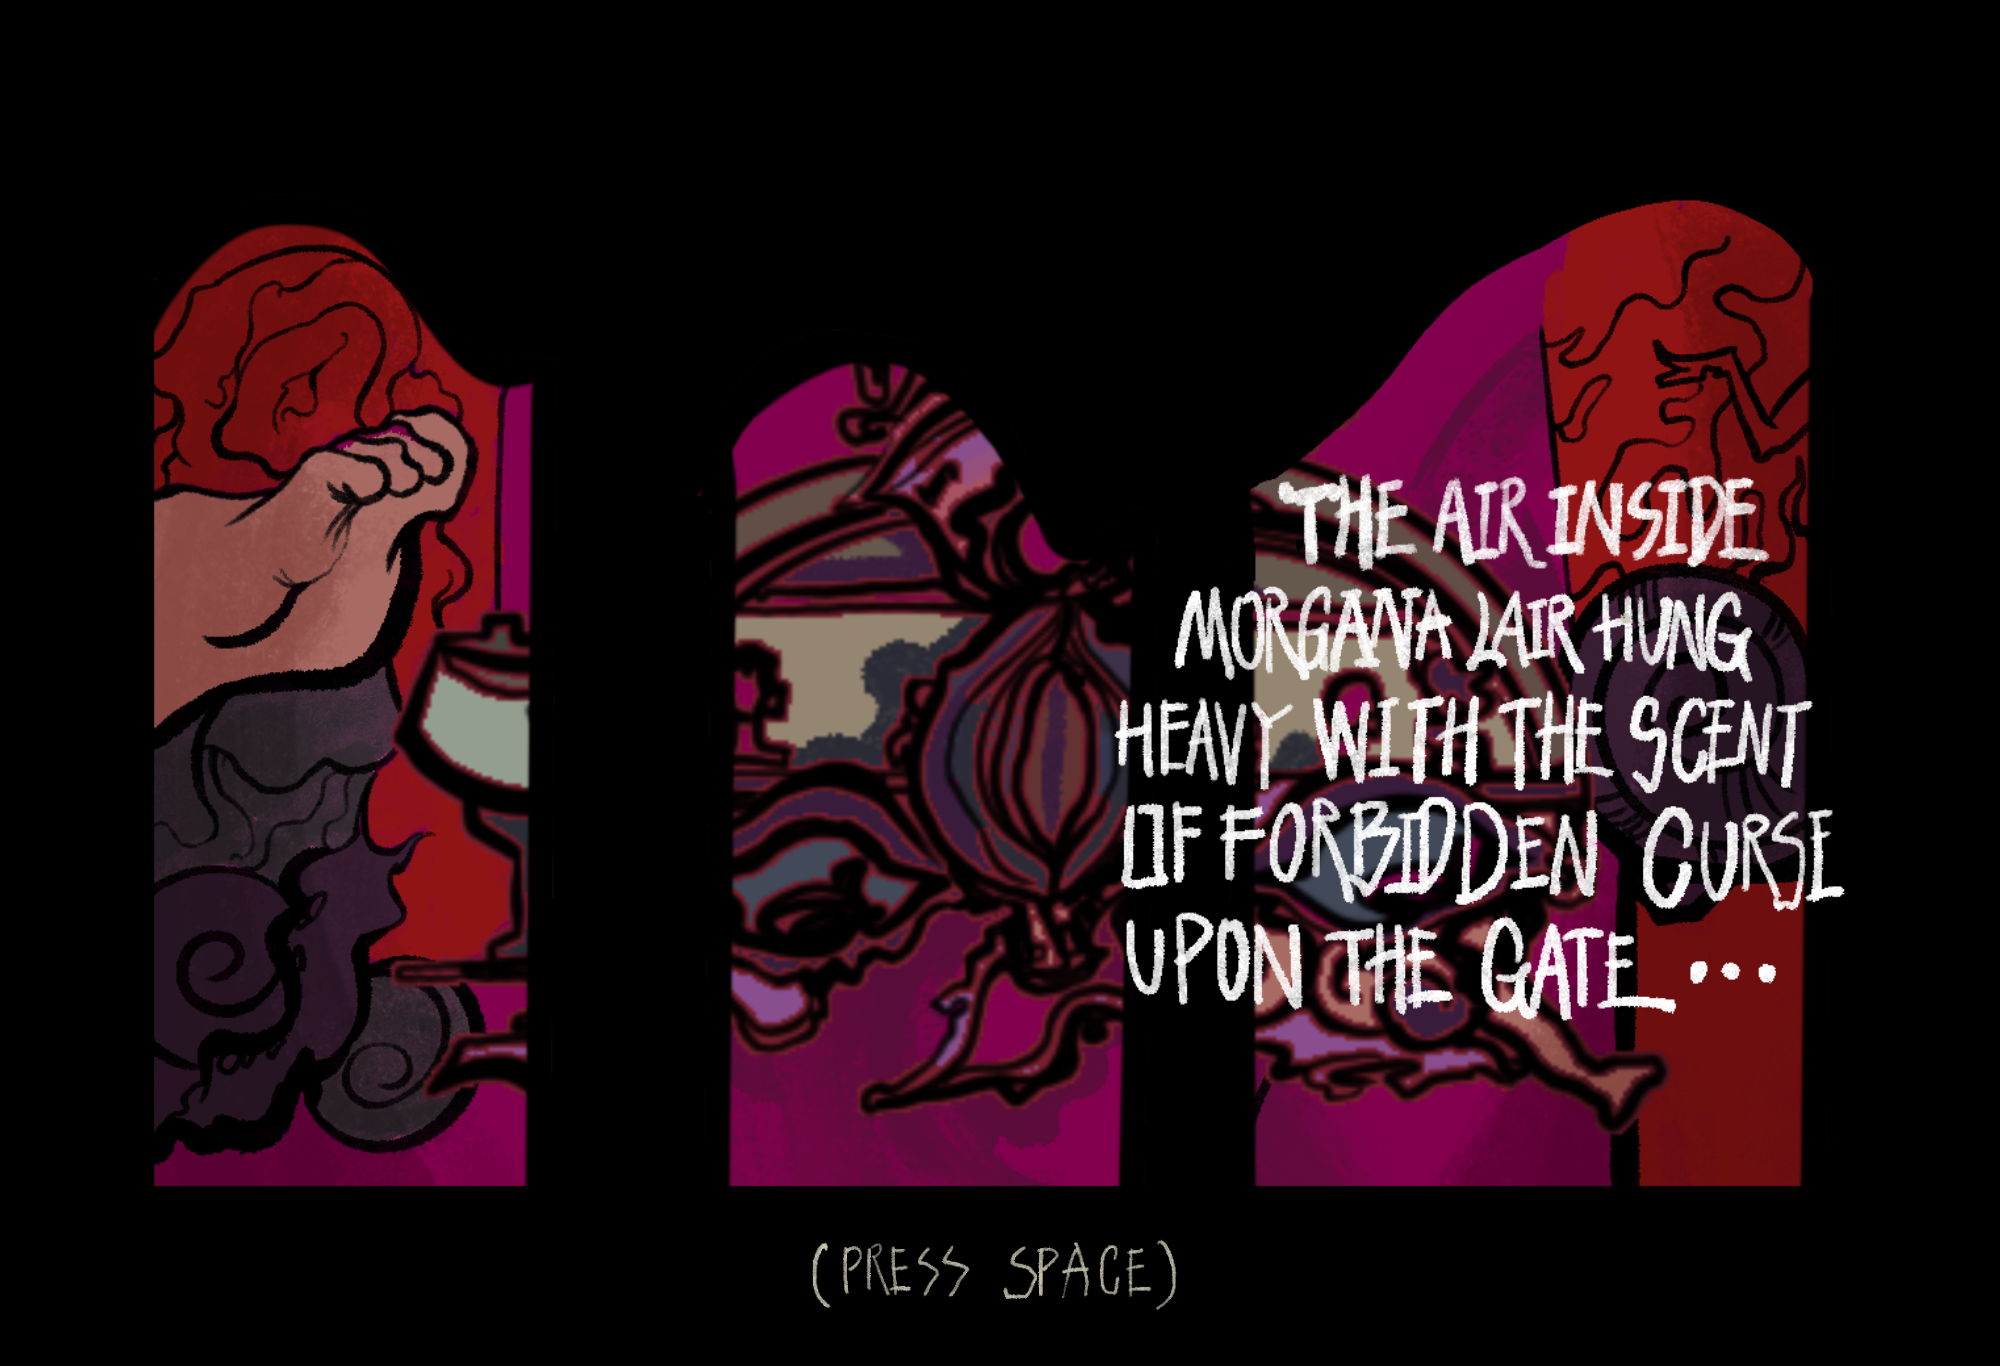 THE AIR INSIDE
MORGANA LAIR HUNG
HEAVY WITH THE SCENT
OF FORBIDDEN CURSE
UPON THE GATE...
(PRESS SPACE)